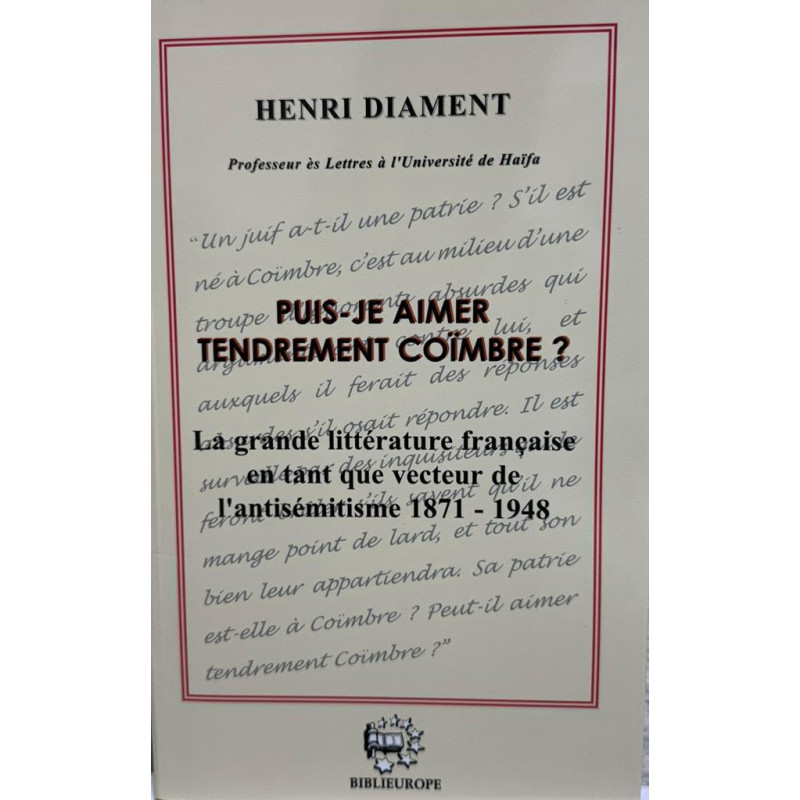 HENRI DIAMENT
Professeur ès Lettres à l'Université de Haïfa
"Un juif a-t-il une patrie ? S'il est
né à Coïmbre, c'est au milieu d'une
troupe absurdes qui
PUIS-JE AIMER
contre lui, et
TENDREMENT COÏMBRE ?
auxquels il ferait des réponses
absurdes s'il osait répondre. Il est
La grande littérature française
surveillé par des inquisiteurs
en tant que vecteur de
qu'il ne
l'antisémitisme 1871 - 1948
mange point de lard, et tout son
bien leur appartiendra. Sa patrie
est-elle à Coïmbre ? Peut-il aimer
tendrement Coïmbre ?"
BIBLIEUROPE